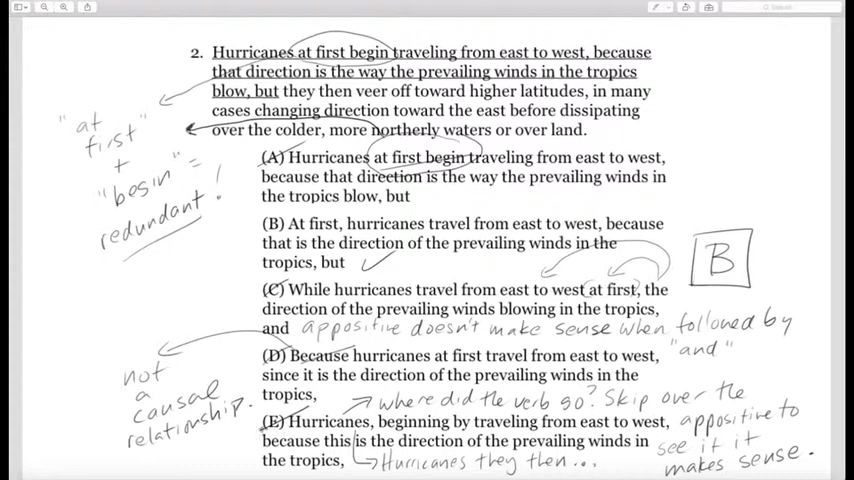 2. Hurricanes at first begin traveling from east to west, because
that direction is the way the prevailing winds in the tropics
blow, but they then veer off toward higher latitudes, in many
cases changing direction toward the east before dissipating
over the colder, more northerly waters or over land.
"at
first"
+
"begin" =
redundant!
(A) Hurricanes at first begin traveling from east to west,
because that direction is the way the prevailing winds in
the tropics blow, but
(B) At first, hurricanes travel from east to west, because
that is the direction of the prevailing winds in the
tropics, but
B
(C) While hurricanes travel from east to west at first, the
direction of the prevailing winds blowing in the tropics,
and appositive doesn't make sense when followed by
"and"
(D) Because hurricanes at first travel from east to west,
since it is the direction of the prevailing winds in the
tropics,
not
a
causal
relationship.
where did the verb go? Skip over the
appositive to
see if it
makes sense.
(E) Hurricanes, beginning by traveling from east to west,
because this is the direction of the prevailing winds in
the tropics,
Hurricanes they then...